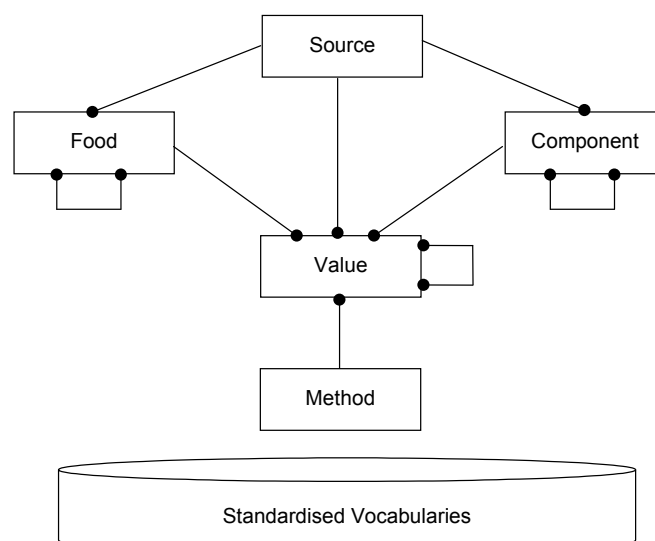 Source
Food
Component
Value
Method
Standardised Vocabularies